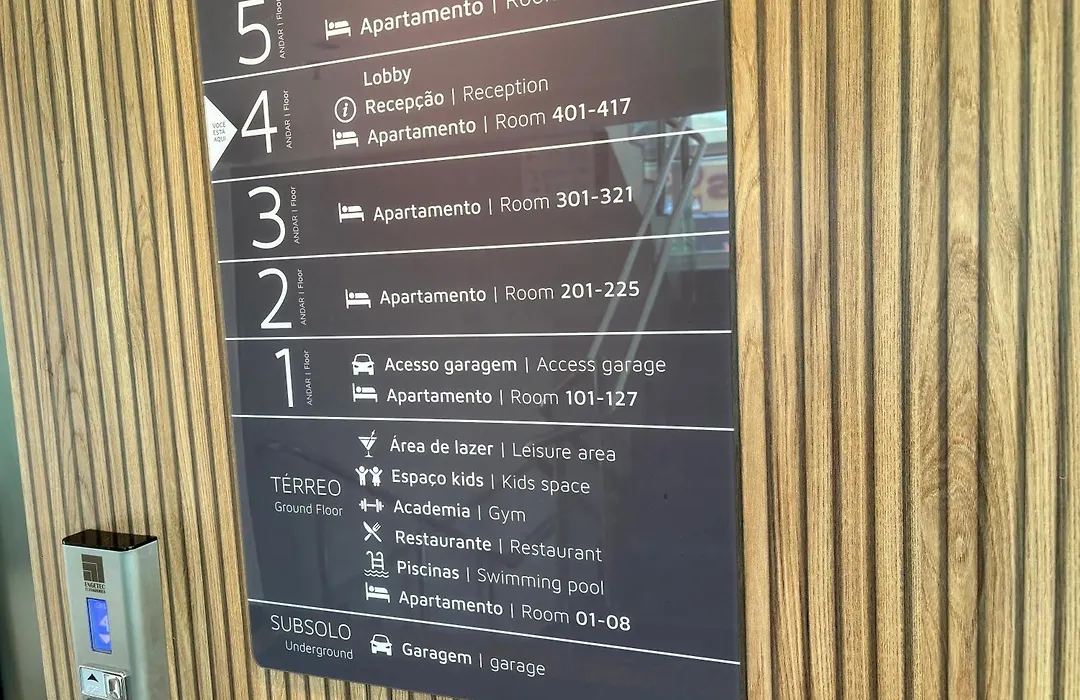 5 ANDAR | Floor
Apartamento | Room
VOCÊ ESTÁ AQUI
4 ANDAR | Floor
Lobby
Recepção | Reception
Apartamento | Room 401-417
3 ANDAR | Floor
Apartamento | Room 301-321
2 ANDAR | Floor
Apartamento | Room 201-225
1 ANDAR | Floor
Acesso garagem | Access garage
Apartamento | Room 101-127
TÉRREO
Ground Floor
Área de lazer | Leisure area
Espaço kids | Kids space
Academia | Gym
Restaurante | Restaurant
Piscinas | Swimming pool
Apartamento | Room 01-08
SUBSOLO
Underground
Garagem | garage
ENGETEC